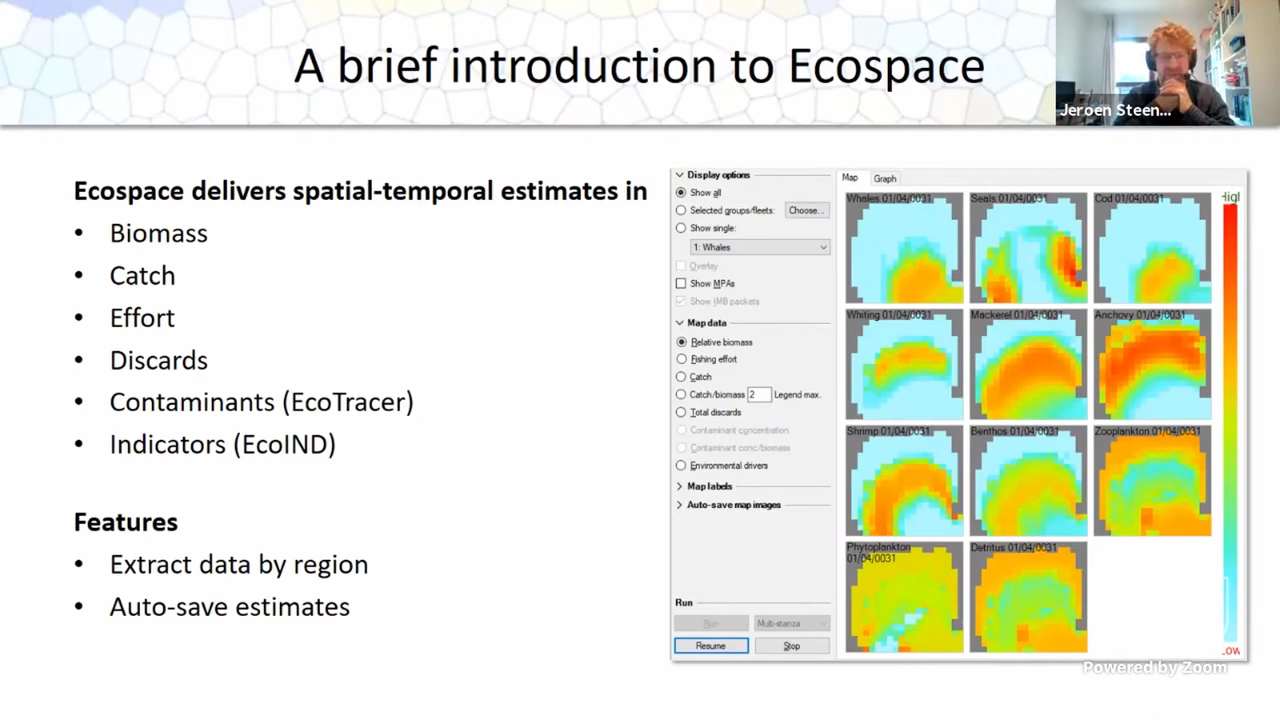 A brief introduction to Ecospace
Jeroen Steen...
Ecospace delivers spatial-temporal estimates in
• Biomass
• Catch
• Effort
• Discards
• Contaminants (EcoTracer)
• Indicators (EcoIND)
Features
• Extract data by region
• Auto-save estimates
Display options
Show all
Selected groups/fleets: Choose...
Show single:
1: Whales
Overlay
Show MPAs
Show IMB packets
Map data
Relative biomass
Fishing effort
Catch
Catch/biomass 2 Legend max.
Total discards
Contaminant concentration
Contaminant conc/biomass
Environmental drivers
Map labels
Auto-save map images
Run
Run Multi-stanza
Resume Stop
Map Graph
Whales 01/04/0031 Seals 01/04/0031 Cod 01/04/0031
Whiting 01/04/0031 Mackerel 01/04/0031 Anchovy 01/04/0031
Shrimp 01/04/0031 Benthos 01/04/0031 Zooplankton 01/04/0031
Phytoplankton
01/04/0031
Detritus 01/04/0031
High
Low
Powered by Zoom